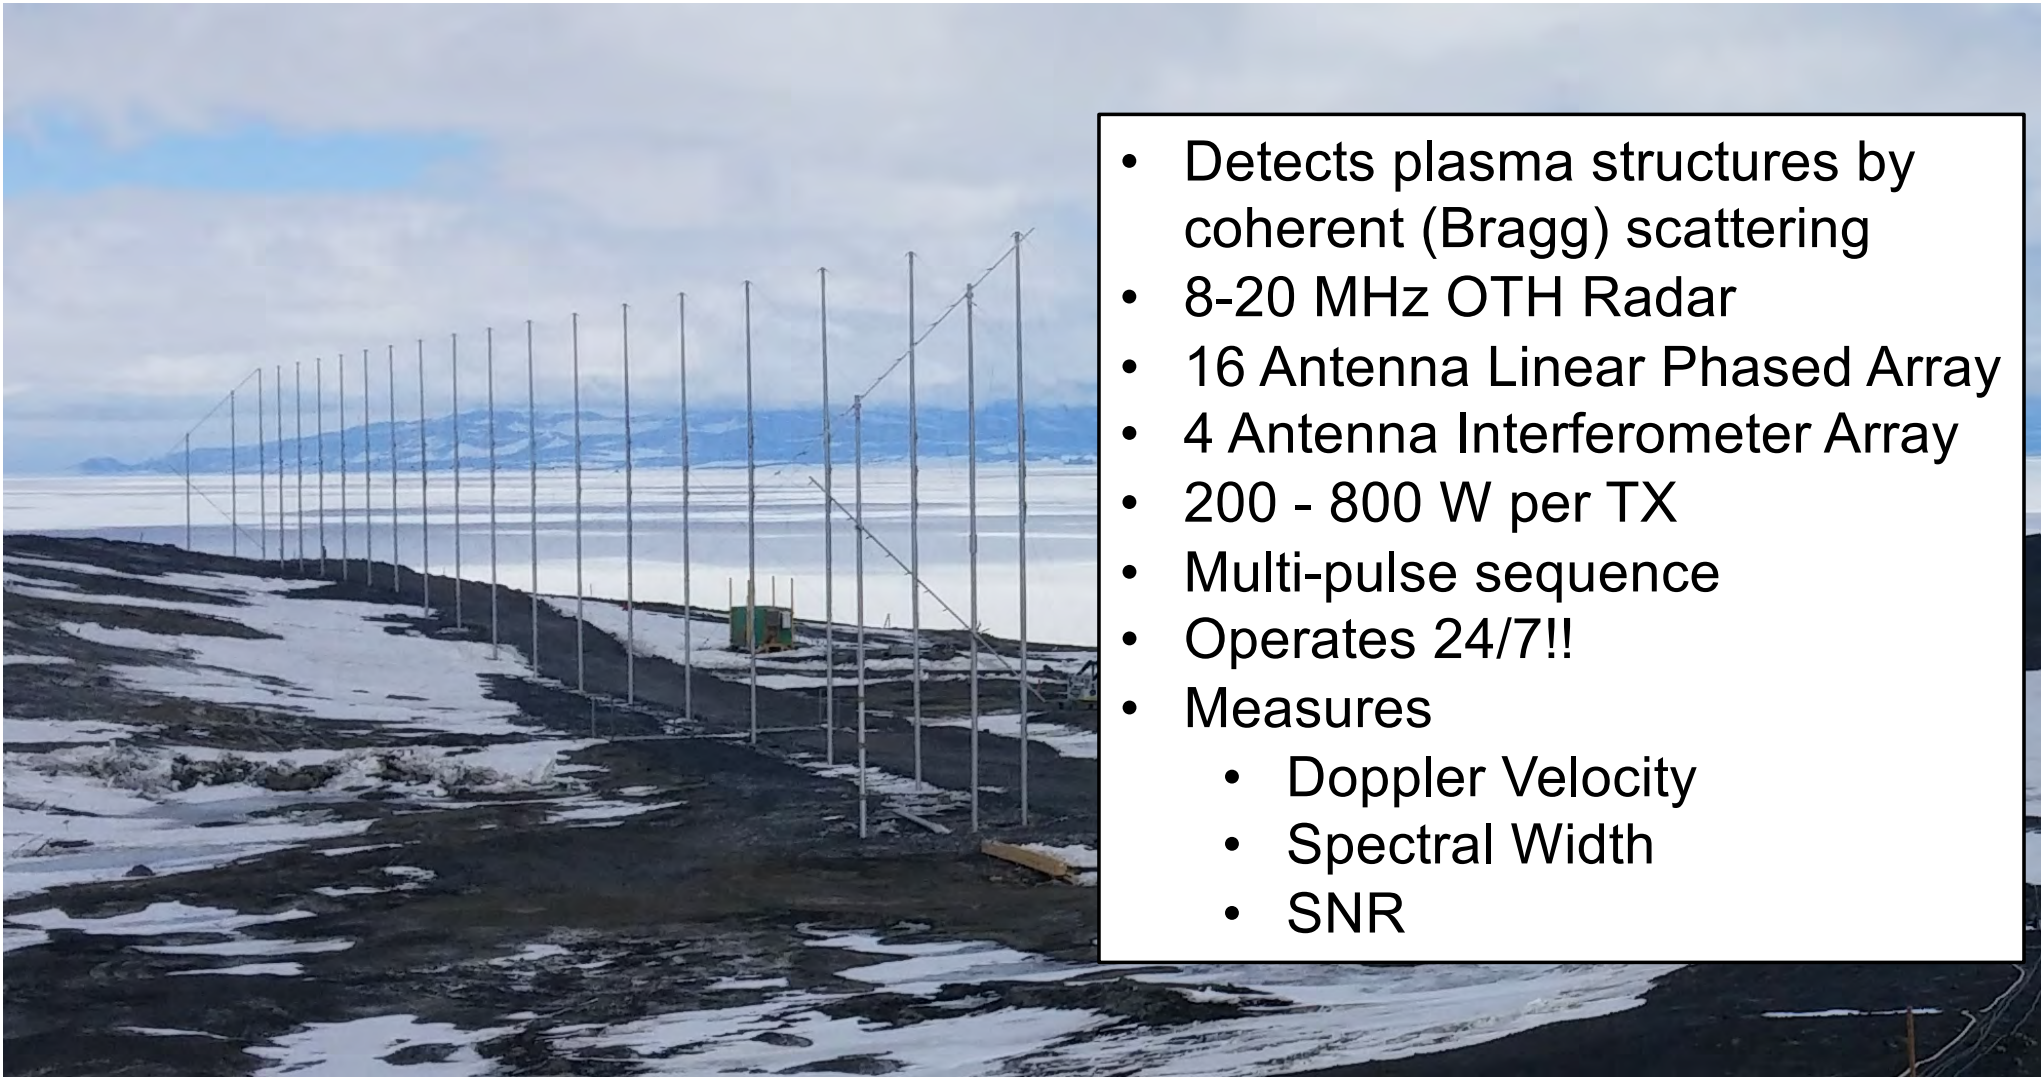 • Detects plasma structures by
coherent (Bragg) scattering
• 8-20 MHz OTH Radar
• 16 Antenna Linear Phased Array
• 4 Antenna Interferometer Array
• 200 - 800 W per TX
• Multi-pulse sequence
• Operates 24/7!!
• Measures
• Doppler Velocity
• Spectral Width
• SNR